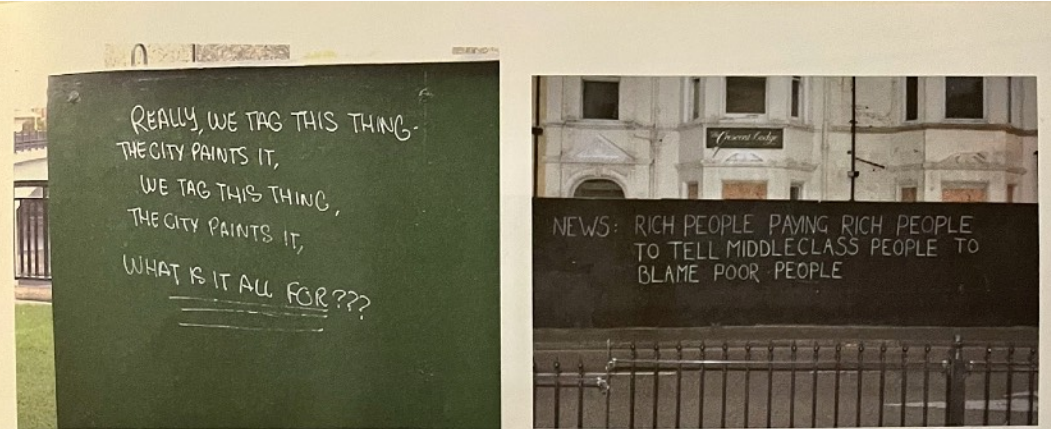 REALLY, WE TAG THIS THING-
THE CITY PAINTS IT,
WE TAG THIS THING,
THE CITY PAINTS IT,
WHAT IS IT ALL FOR???
Crescent Lodge
NEWS: RICH PEOPLE PAYING RICH PEOPLE
TO TELL MIDDLECLASS PEOPLE TO
BLAME POOR PEOPLE